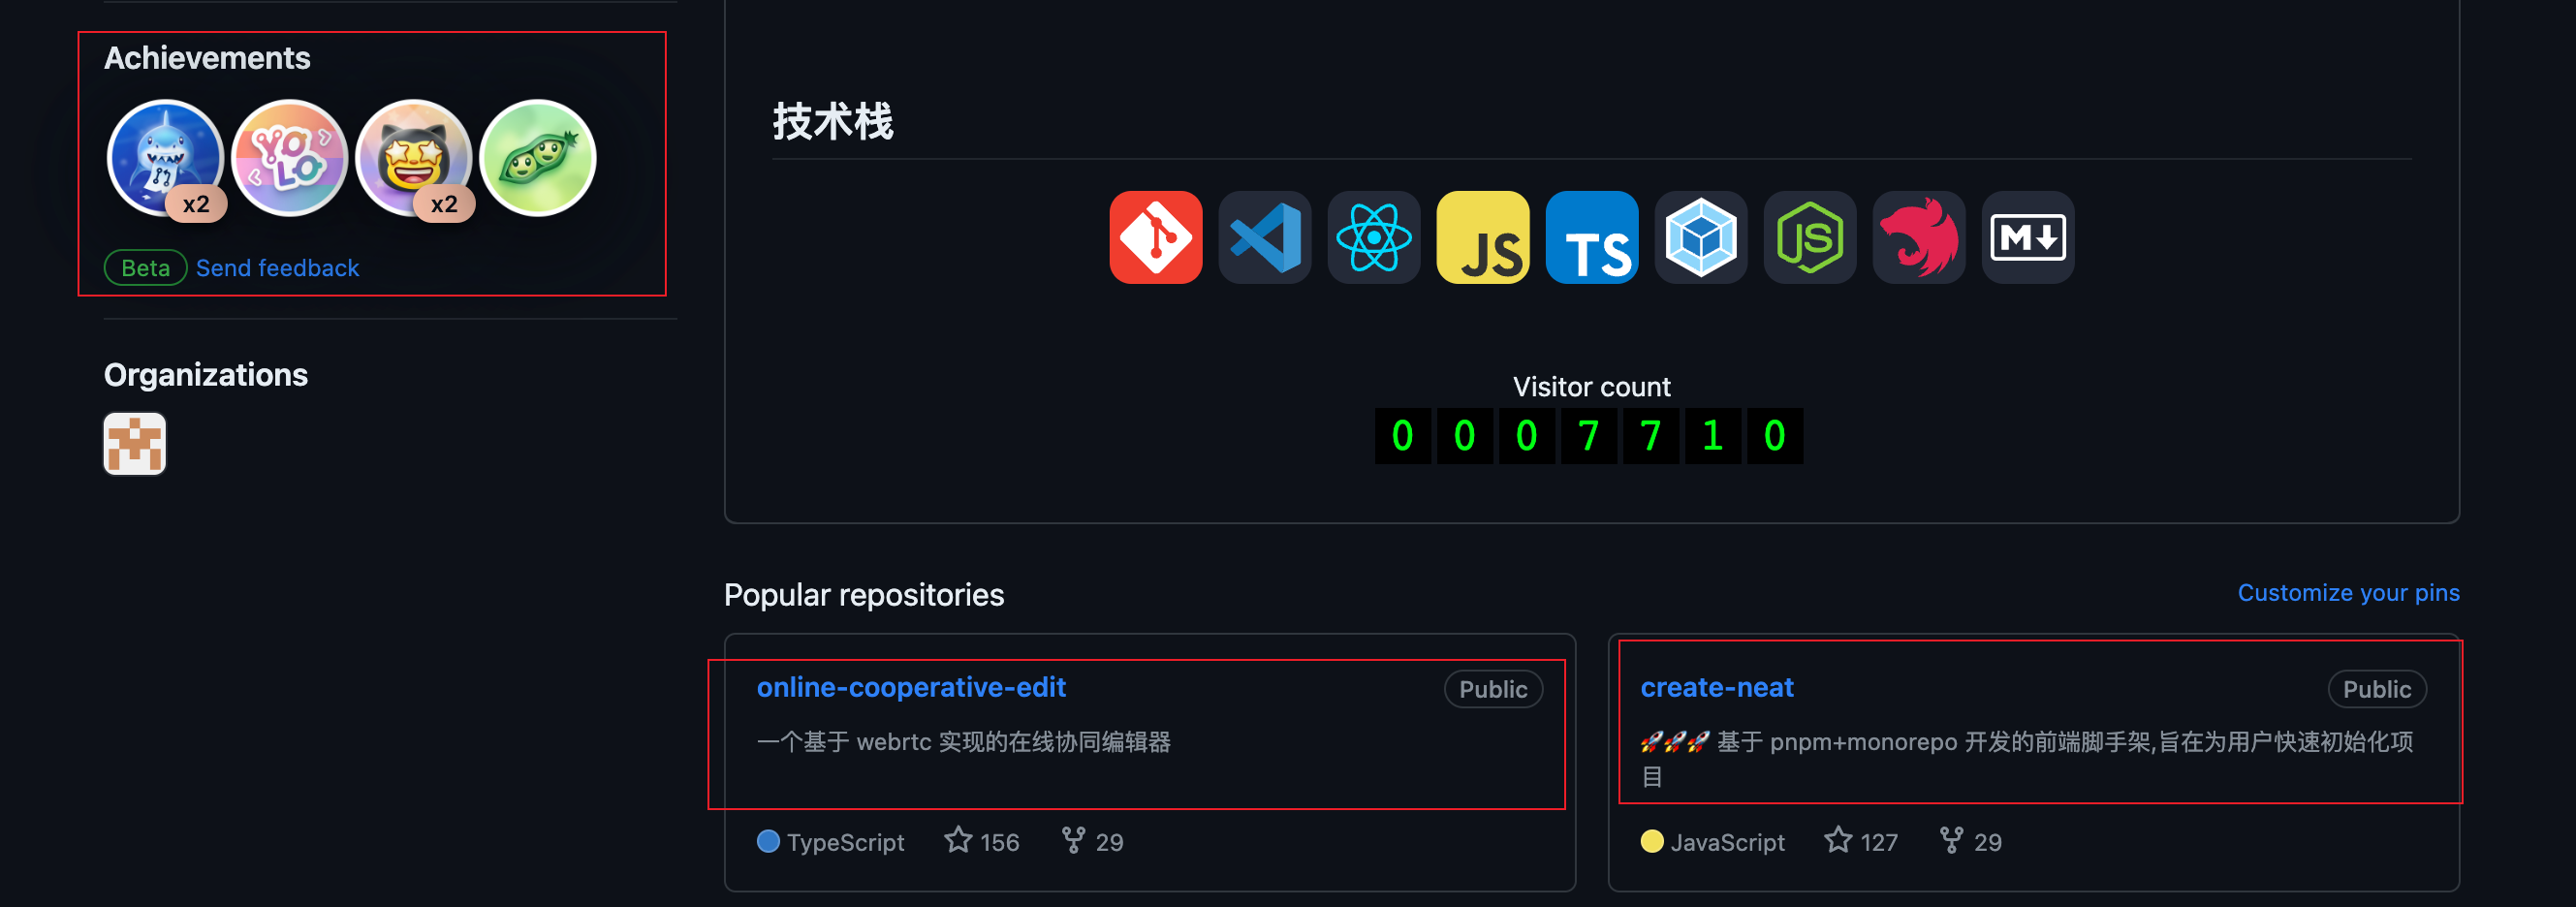 Achievements
YOLO
x2
x2
Beta Send feedback
Organizations
技术栈
JS
TS
JS
M
Visitor count
0 0 0 7 7 1 0
Popular repositories
Customize your pins
online-cooperative-edit
Public
一个基于 webrtc 实现的在线协同编辑器
TypeScript 156 29
create-neat
Public
🚀🚀🚀 基于 pnpm+monorepo 开发的前端脚手架,旨在为用户快速初始化项
目
JavaScript 127 29